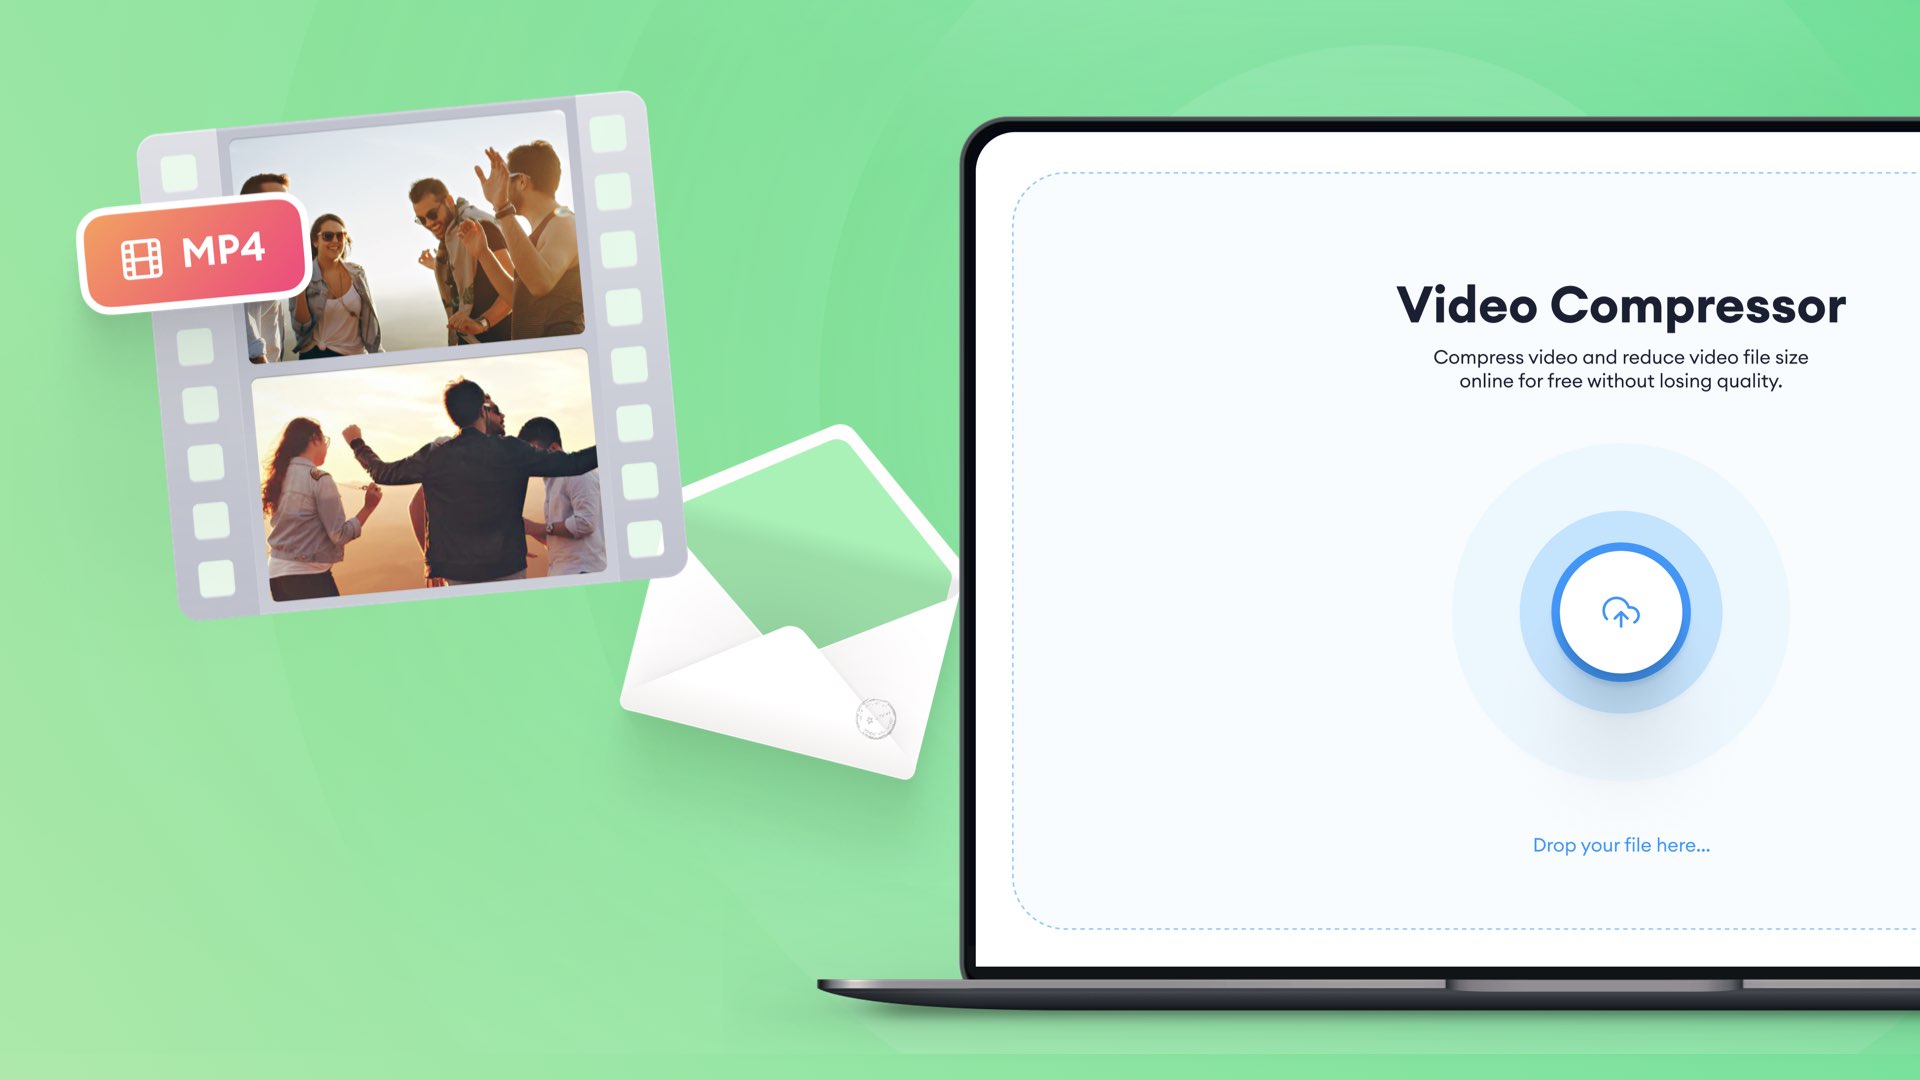 MP4
Video Compressor
Compress video and reduce video file size
online for free without losing quality.
Drop your file here...